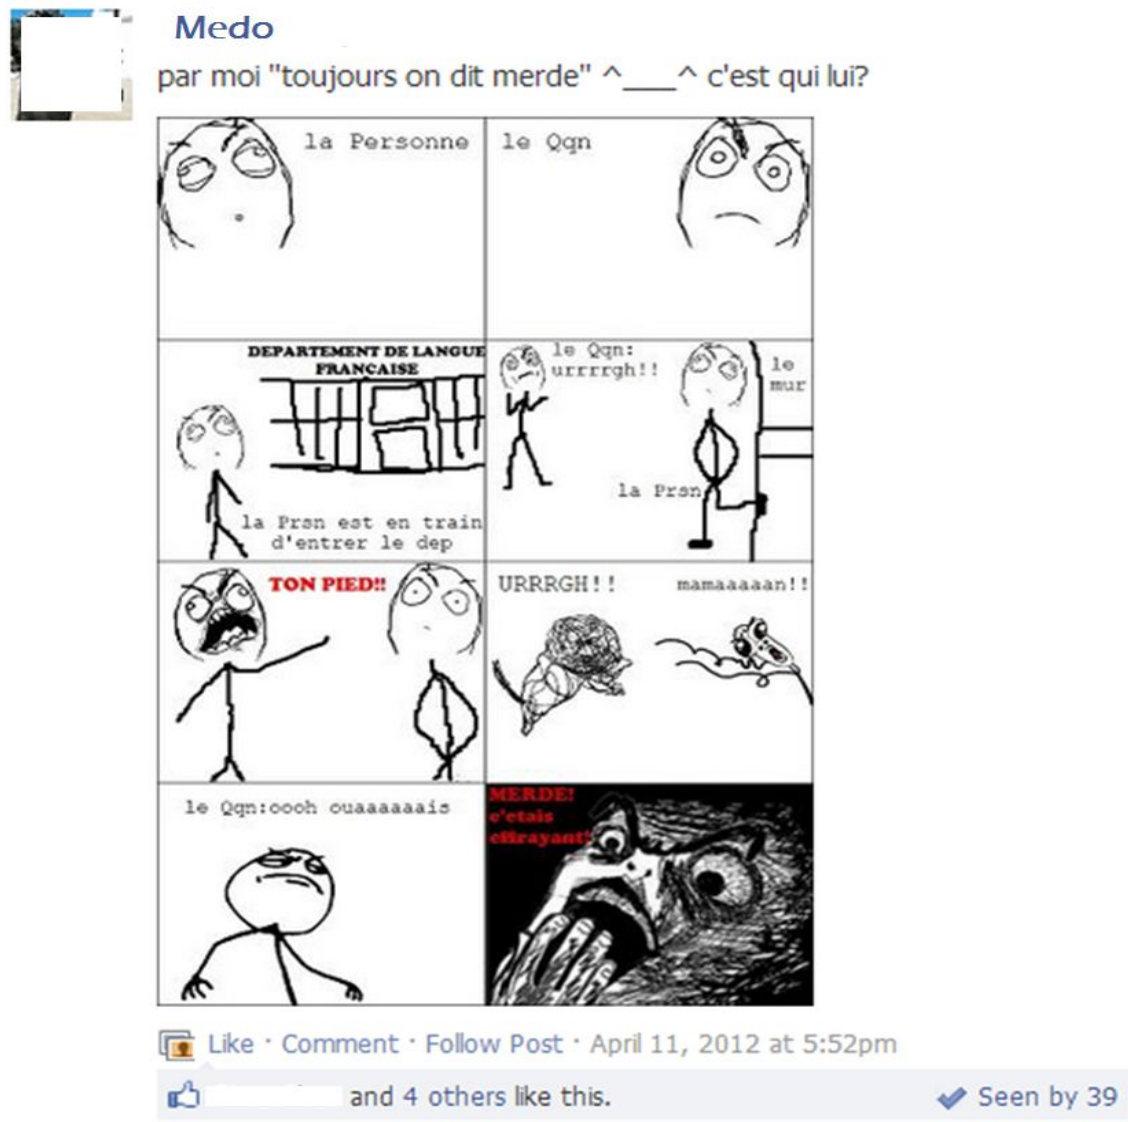 Medo
par moi "toujours on dit merde" ^___^ c'est qui lui?
la Personne
le Qqn
DEPARTEMENT DE LANGUE
FRANCAISE
la Prsn est en train
d'entrer le dep
le Qqn:
urrrrgh!!
le
mur
la Prsn
TON PIED!!
URRRGH!!
mamaaaaan!!
le Qqn:oooh ouaaaaaais
MERDE!
c'etais
effrayant!
Like · Comment · Follow Post · April 11, 2012 at 5:52pm
and 4 others like this.
Seen by 39